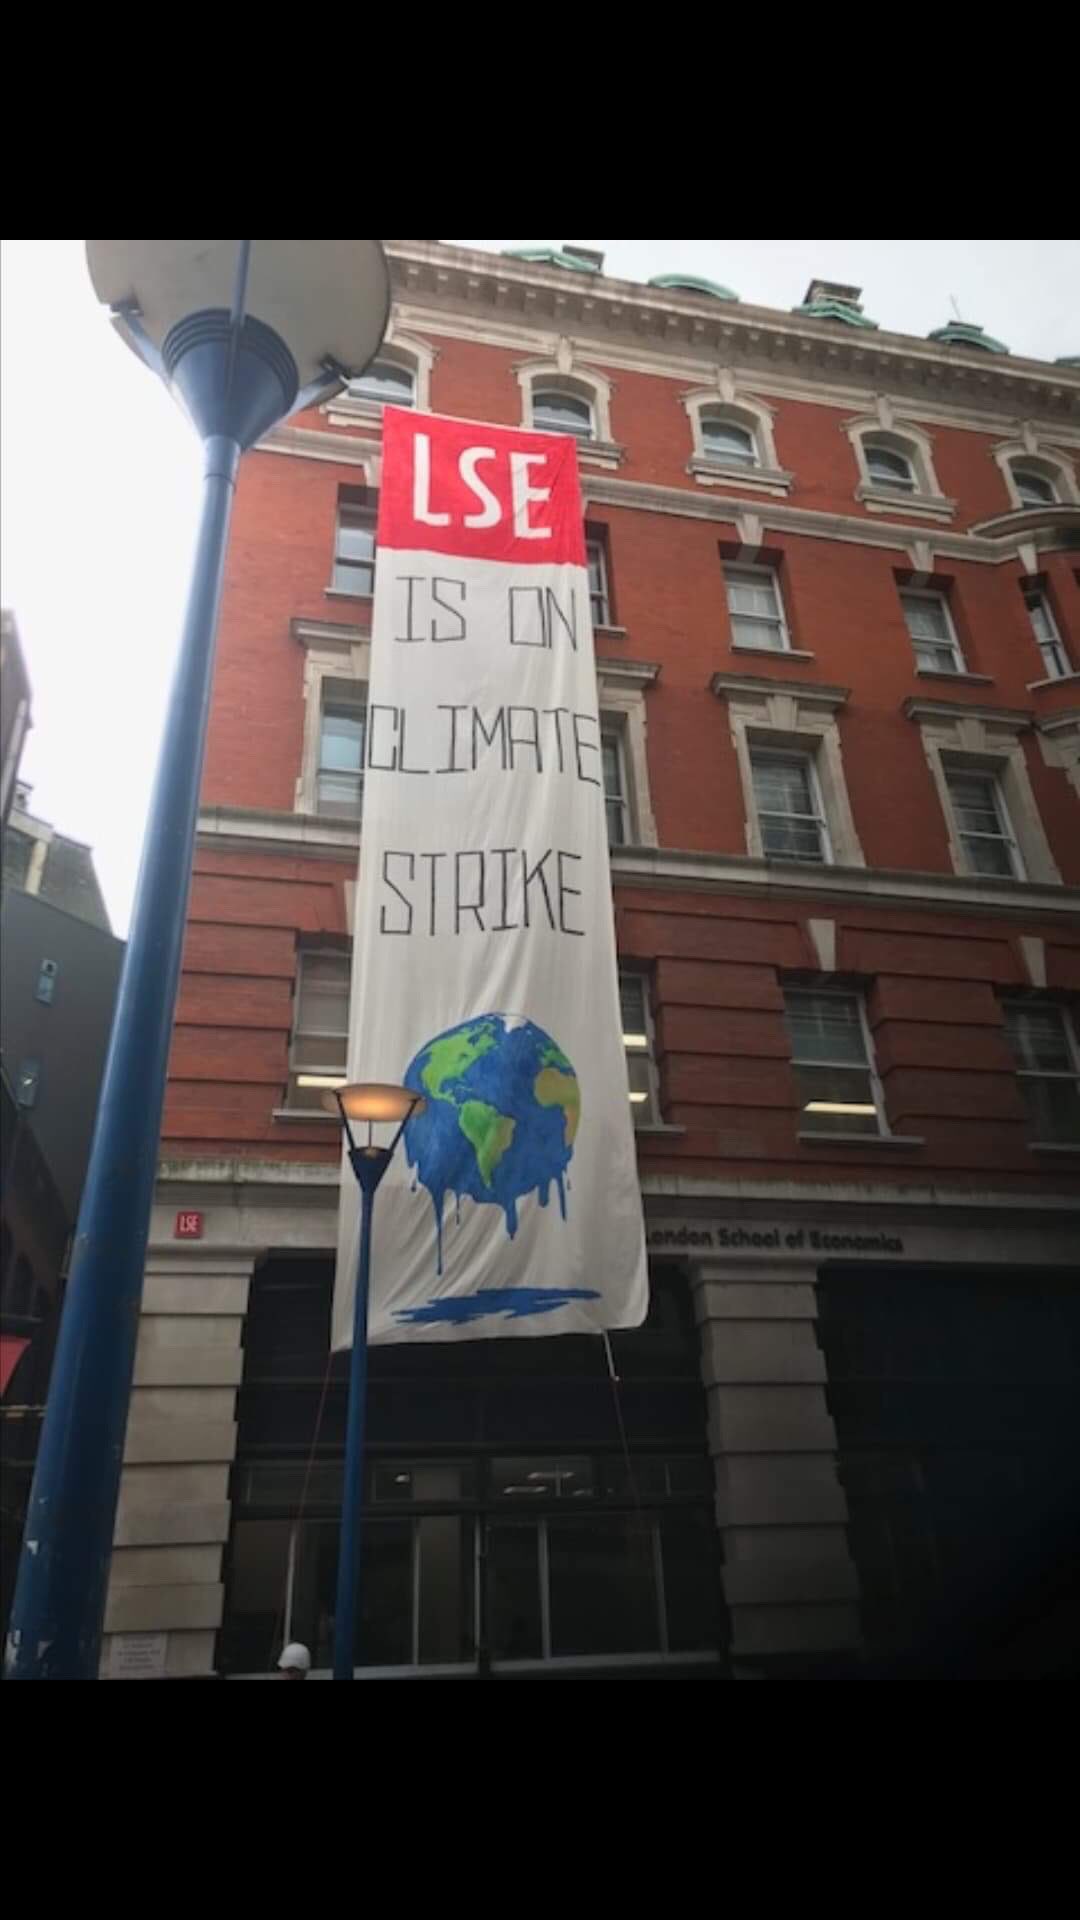 LSE
IS ON
CLIMATE
STRIKE
LSE
London School of Economics